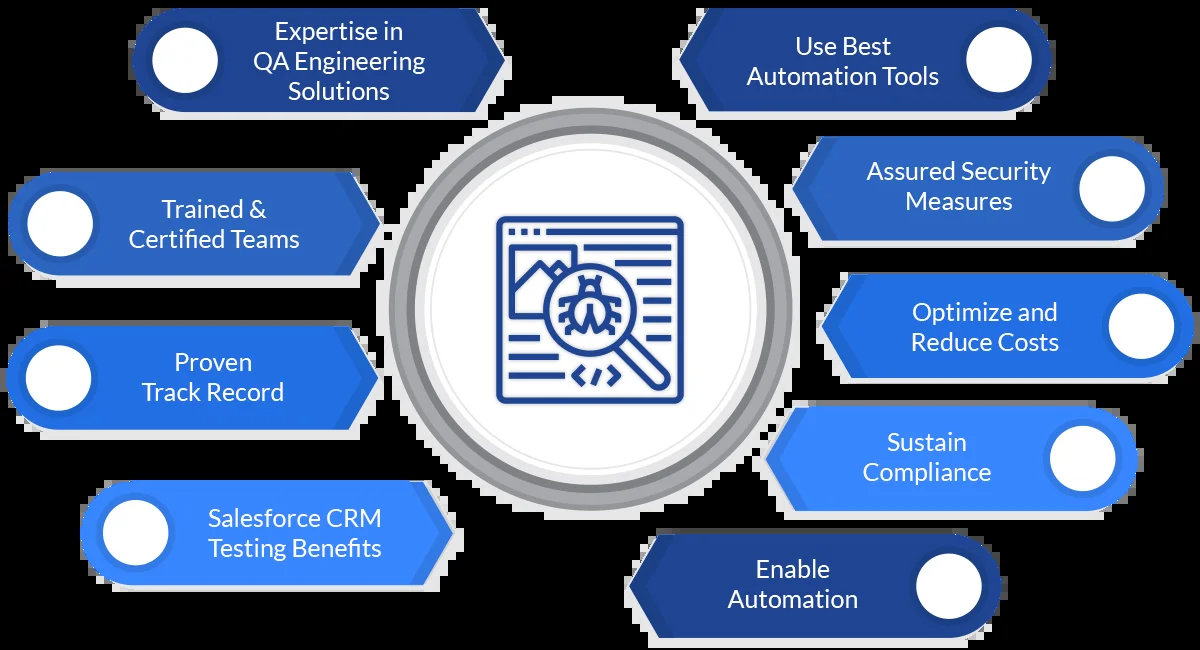 Expertise in
QA Engineering
Solutions
Trained &
Certified Teams
Proven
Track Record
Salesforce CRM
Testing Benefits
Use Best
Automation Tools
Assured Security
Measures
Optimize and
Reduce Costs
Sustain
Compliance
Enable
Automation